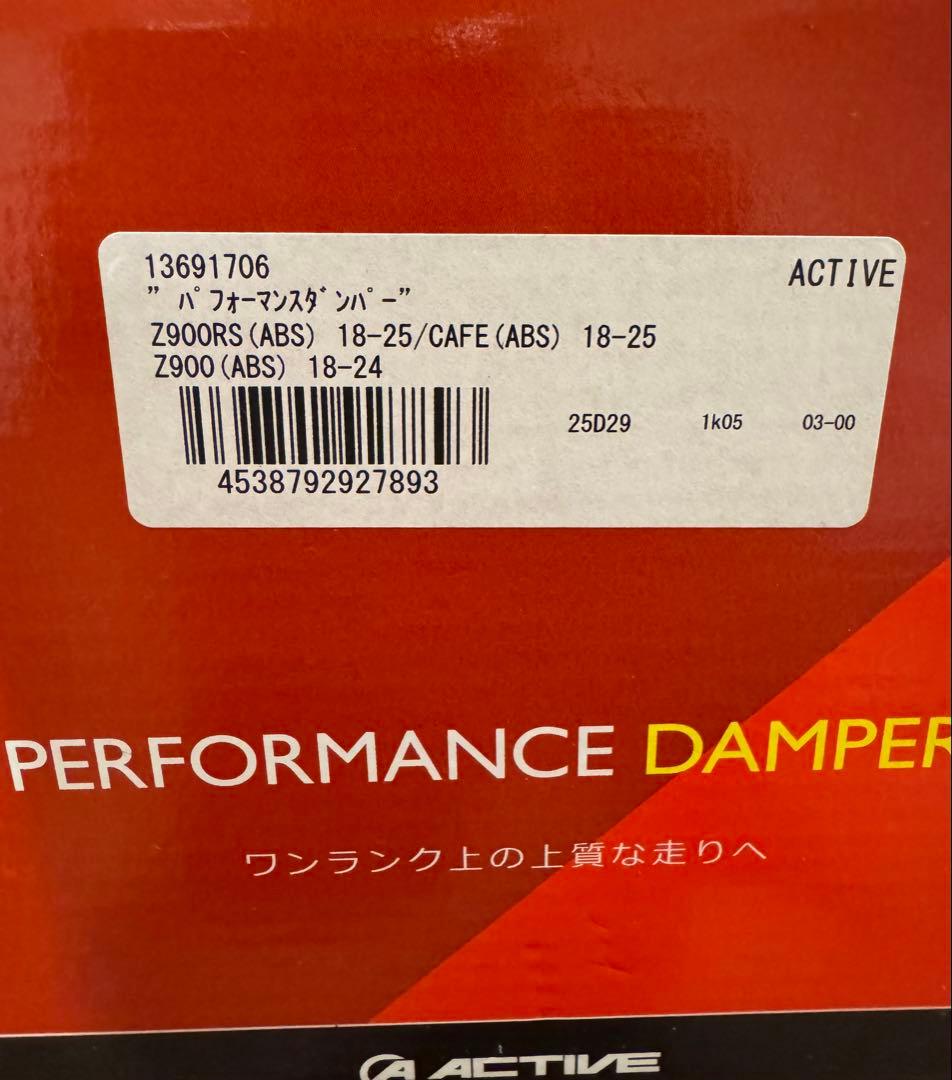 13691706
ACTIVE
” ﾊﾟﾌｫｰﾏﾝｽﾀﾞﾝﾊﾟｰ”
Z900RS(ABS) 18-25/CAFE(ABS) 18-25
Z900(ABS) 18-24
25D29 1k05 03-00
4538792927893
PERFORMANCE DAMPER
ワンランク上の上質な走りへ
ACTIVE